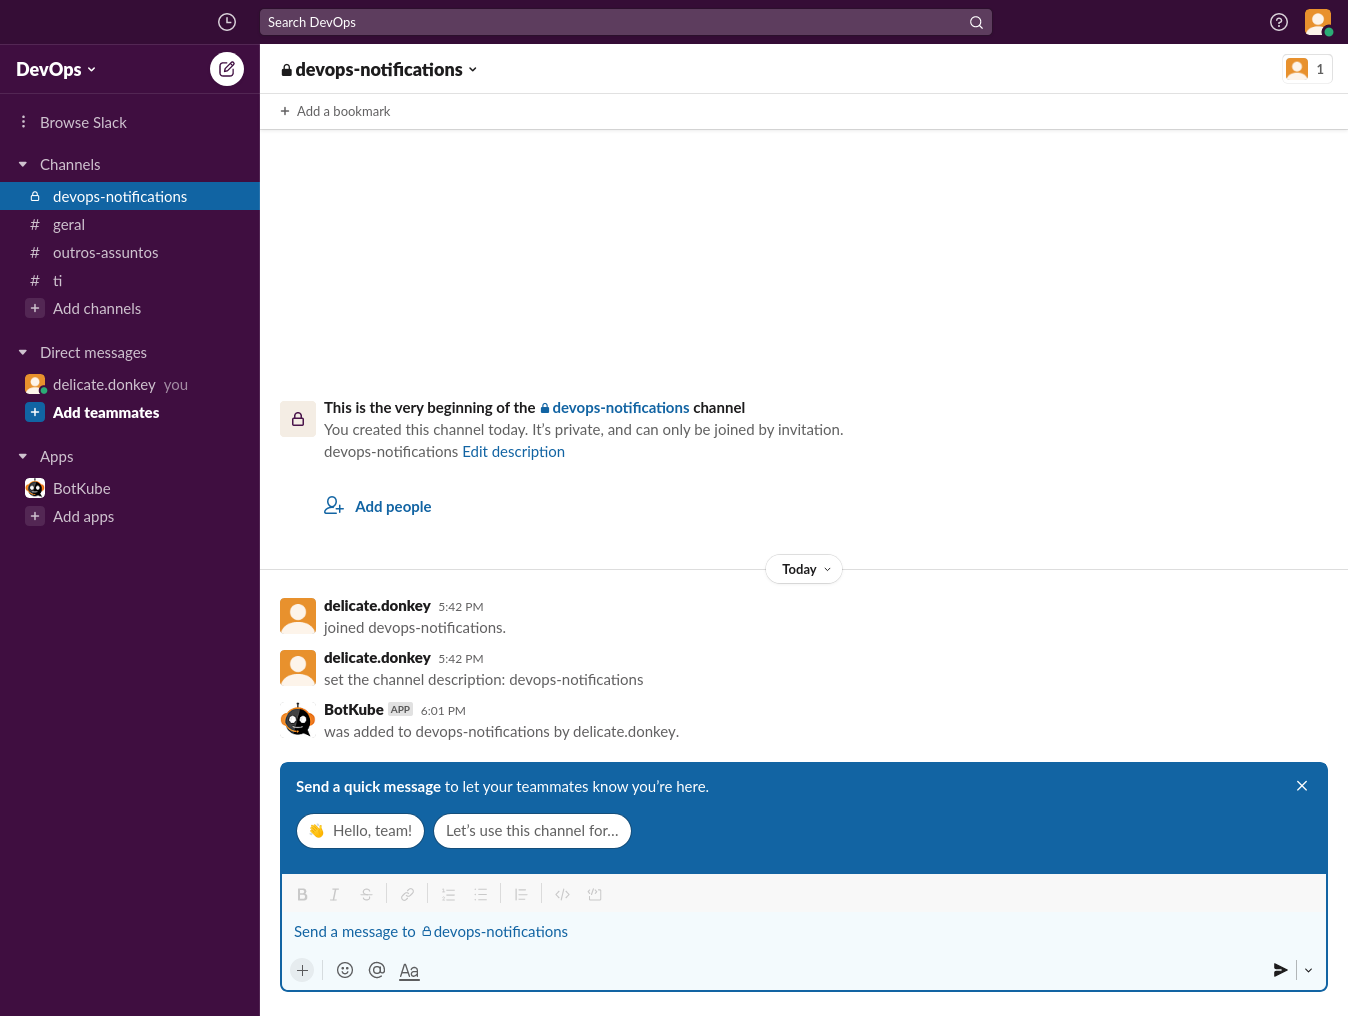 Search DevOps
DevOps
devops-notifications
1
Add a bookmark
Browse Slack
Channels
devops-notifications
# geral
# outros-assuntos
# ti
+ Add channels
Direct messages
delicate.donkey you
+ Add teammates
Apps
BotKube
+ Add apps
This is the very beginning of the devops-notifications channel
You created this channel today. It’s private, and can only be joined by invitation.
devops-notifications Edit description
Add people
Today
delicate.donkey 5:42 PM
joined devops-notifications.
delicate.donkey 5:42 PM
set the channel description: devops-notifications
BotKube APP 6:01 PM
was added to devops-notifications by delicate.donkey.
Send a quick message to let your teammates know you’re here.
👋 Hello, team!
Let’s use this channel for...
Send a message to devops-notifications
Aa